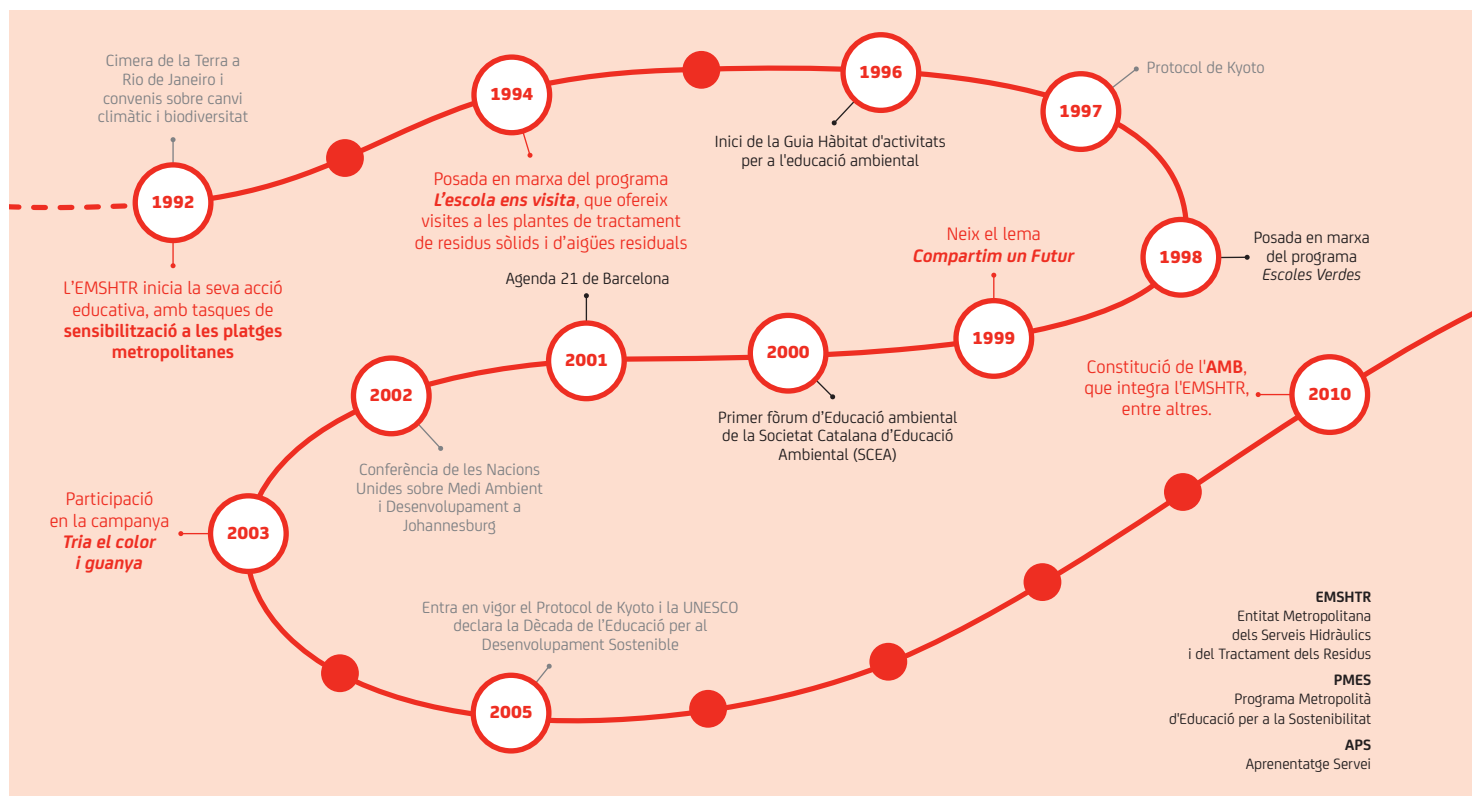 Cimera de la Terra a
Rio de Janeiro i
convenis sobre canvi
climàtic i biodiversitat
1992
L'EMSHTR inicia la seva acció
educativa, amb tasques de
sensibilització a les platges
metropolitanes
1994
Posada en marxa del programa
L'escola ens visita, que ofereix
visites a les plantes de tractament
de residus sòlids i d'aigües residuals
1996
Inici de la Guia Hàbitat d'activitats
per a l'educació ambiental
1997
Protocol de Kyoto
1998
Posada en marxa
del programa
Escoles Verdes
Neix el lema
Compartim un Futur
1999
2000
Primer fòrum d'Educació ambiental
de la Societat Catalana d'Educació
Ambiental (SCEA)
Agenda 21 de Barcelona
2001
2002
Conferència de les Nacions
Unides sobre Medi Ambient
i Desenvolupament a
Johannesburg
Participació
en la campanya
Tria el color
i guanya
2003
Entra en vigor el Protocol de Kyoto i la UNESCO
declara la Dècada de l'Educació per al
Desenvolupament Sostenible
2005
Constitució de l'AMB,
que integra l'EMSHTR,
entre altres.
2010
EMSHTR
Entitat Metropolitana
dels Serveis Hidràulics
i del Tractament dels Residus
PMES
Programa Metropolità
d'Educació per a la Sostenibilitat
APS
Aprenentatge Servei